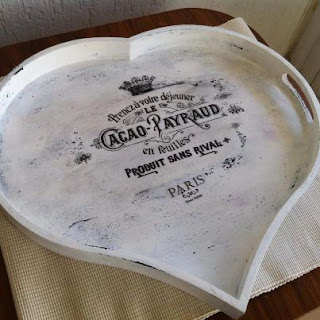 Prenez à votre déjeuner
LE
CACAO-PAYRAUD
en feuilles
PRODUIT SANS RIVAL
PARIS